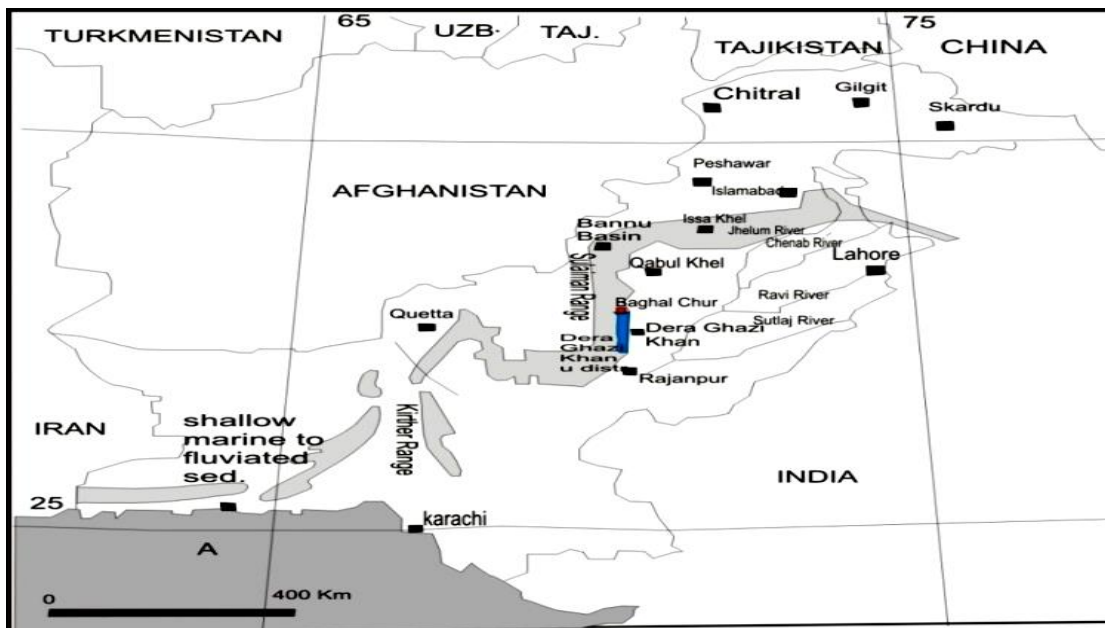 65
75
TURKMENISTAN
UZB·
TAJ.
TAJIKISTAN
CHINA
Chitral
Gilgit
Skardu
Peshawar
Islamabad
AFGHANISTAN
Bannu
Basin
Issa Khel
Jhelum River
Chenab River
Lahore
Qabul Khel
Sulaiman Range
Baghal Chur
Ravi River
Sutlaj River
Quetta
Dera Ghazi
Khan
Dera
Ghazi
Khan
u dists
Rajanpur
IRAN
shallow
marine to
fluviated
sed.
Kirther Range
INDIA
25
karachi
A
0
400 Km